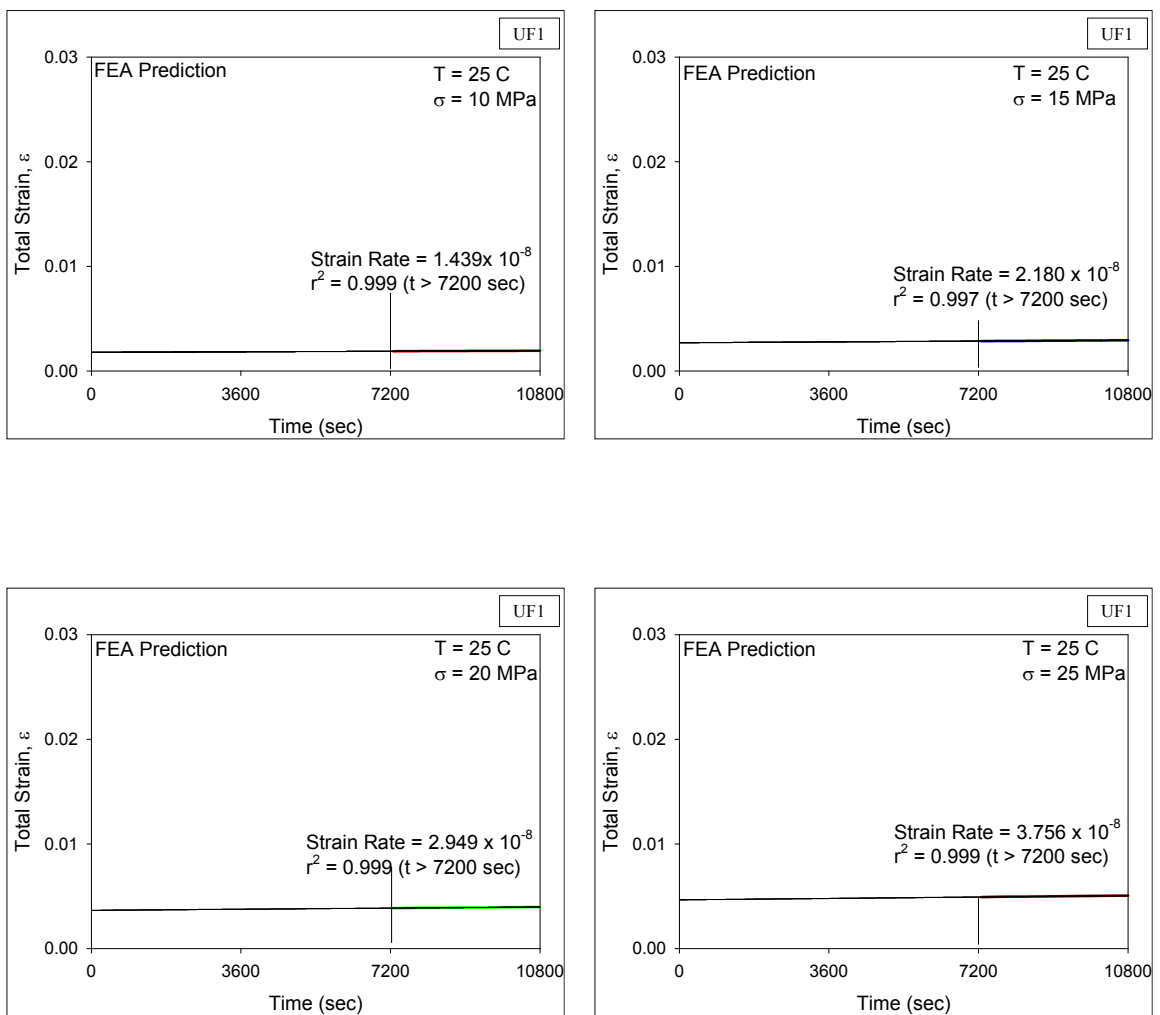 UF1
0.03
FEA Prediction
T = 25 C
σ = 10 MPa
0.02
Total Strain, ε
Strain Rate = 1.439x 10⁻⁸
r² = 0.999 (t > 7200 sec)
0.01
0.00
0
3600
7200
10800
Time (sec)
UF1
0.03
FEA Prediction
T = 25 C
σ = 15 MPa
0.02
Total Strain, ε
0.01
Strain Rate = 2.180 x 10⁻⁸
r² = 0.997 (t > 7200 sec)
0.00
0
3600
7200
10800
Time (sec)
UF1
0.03
FEA Prediction
T = 25 C
σ = 20 MPa
0.02
Total Strain, ε
0.01
Strain Rate = 2.949 x 10⁻⁸
r² = 0.999 (t > 7200 sec)
0.00
0
3600
7200
10800
Time (sec)
UF1
0.03
FEA Prediction
T = 25 C
σ = 25 MPa
0.02
Total Strain, ε
0.01
Strain Rate = 3.756 x 10⁻⁸
r² = 0.999 (t > 7200 sec)
0.00
0
3600
7200
10800
Time (sec)